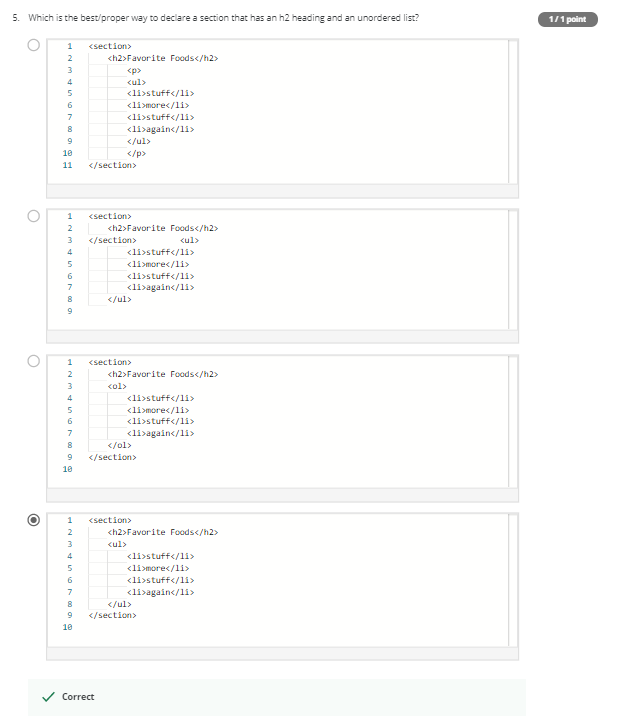 5. Which is the best/proper way to declare a section that has an h2 heading and an unordered list?
1 / 1 point
1 <section>
2 <h2>Favorite Foods</h2>
3 <p>
4 <ul>
5 <li>stuff</li>
6 <li>more</li>
7 <li>stuff</li>
8 <li>again</li>
9 </ul>
10 </p>
11 </section>
1 <section>
2 <h2>Favorite Foods</h2>
3 </section> <ul>
4 <li>stuff</li>
5 <li>more</li>
6 <li>stuff</li>
7 <li>again</li>
8 </ul>
9
1 <section>
2 <h2>Favorite Foods</h2>
3 <ol>
4 <li>stuff</li>
5 <li>more</li>
6 <li>stuff</li>
7 <li>again</li>
8 </ol>
9 </section>
10
1 <section>
2 <h2>Favorite Foods</h2>
3 <ul>
4 <li>stuff</li>
5 <li>more</li>
6 <li>stuff</li>
7 <li>again</li>
8 </ul>
9 </section>
10
Correct